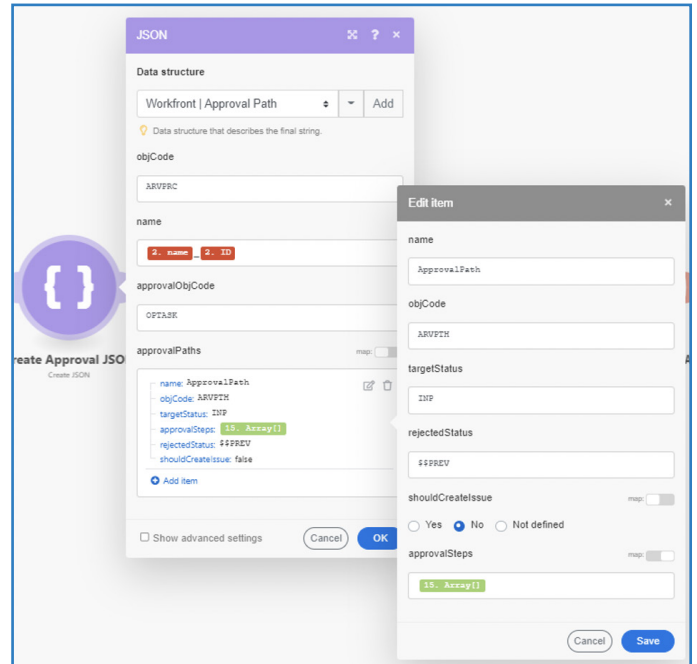 JSON ? ×
Data structure
Workfront | Approval Path Add
Data structure that describes the final string.
objCode
ARVPRC
name
2. name _ 2. ID
approvalObjCode
OPTASK
approvalPaths map:
name: ApprovalPath
objCode: ARVPTH
targetStatus: INP
approvalSteps: 15. Array[]
rejectedStatus: $$PREV
shouldCreateIssue: false
Add item
Show advanced settings Cancel OK
{ }
reate Approval JSO
Create JSON
Edit item ×
name
ApprovalPath
objCode
ARVPTH
targetStatus
INP
rejectedStatus
$$PREV
shouldCreateIssue map:
Yes No Not defined
approvalSteps map:
15. Array[]
Cancel Save